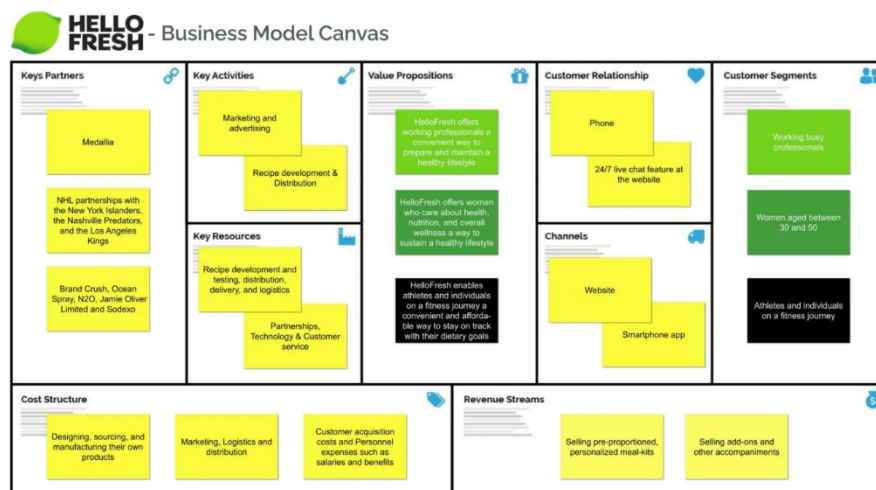 HELLO
FRESH - Business Model Canvas
Keys Partners
Medallia
NHL partnerships with
the New York Islanders,
the Nashville Predators,
and the Los Angeles
Kings
Brand Crush, Ocean
Spray, N2O, Jamie Oliver
Limited and Sodexo
Key Activities
Marketing and
advertising
Recipe development &
Distribution
Key Resources
Recipe development and
testing, distribution,
delivery, and logistics
Partnerships,
Technology & Customer
service
Value Propositions
HelloFresh offers
working professionals a
convenient way to
prepare and maintain a
healthy lifestyle
HelloFresh offers women
who care about health,
nutrition, and overall
wellness a way to
sustain a healthy lifestyle
HelloFresh enables
athletes and individuals
on a fitness journey a
convenient and afforda-
ble way to stay on track
with their dietary goals
Customer Relationship
Phone
24/7 live chat feature at
the website
Channels
Website
Smartphone app
Customer Segments
Working busy
professionals
Women aged between
30 and 50
Athletes and individuals
on a fitness journey
Cost Structure
Designing, sourcing, and
manufacturing their own
products
Marketing, Logistics and
distribution
Customer acquisition
costs and Personnel
expenses such as
salaries and benefits
Revenue Streams
$
Selling pre-proportioned,
personalized meal-kits
Selling add-ons and
other accompaniments